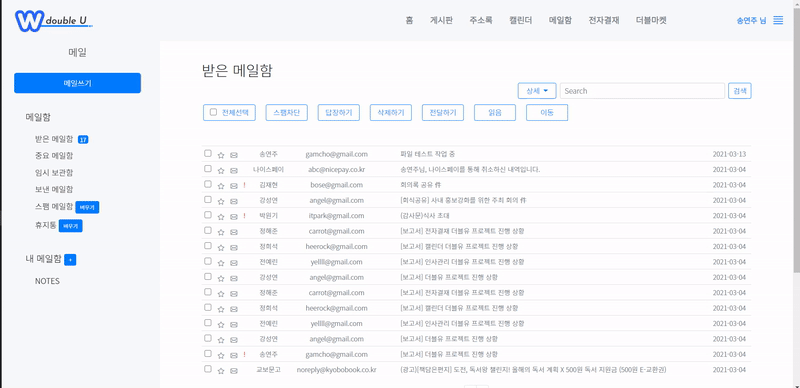 W double U
홈 게시판 주소록 캘린더 메일함 전자결재 더블마켓
송연주 님
메일
메일쓰기
메일함
받은 메일함 17
중요 메일함
임시 보관함
보낸 메일함
스팸 메일함 비우기
휴지통 비우기
내 메일함 +
NOTES
받은 메일함
상세 Search 검색
전체선택 스팸차단 답장하기 삭제하기 전달하기 읽음 이동
송연주 gamcho@gmail.com 파일 테스트 작업 중 2021-03-13
나이스페이 abc@nicepay.co.kr 송연주님, 나이스페이를 통해 취소하신 내역입니다. 2021-03-04
! 김재현 bose@gmail.com 회의록 공유 件 2021-03-04
강성연 angel@gmail.com [회식공유] 사내 홍보강화를 위한 주최 회의 件 2021-03-04
! 박원기 itpark@gmail.com (감사문)식사 초대 2021-03-04
정해준 carrot@gmail.com [보고서] 전자결재 더블유 프로젝트 진행 상황 2021-03-04
정희석 heerock@gmail.com [보고서] 캘린더 더블유 프로젝트 진행 상황 2021-03-04
전예린 yellll@gmail.com [보고서] 인사관리 더블유 프로젝트 진행 상황 2021-03-04
강성연 angel@gmail.com [보고서] 더블유 프로젝트 진행 상황 2021-03-04
정해준 carrot@gmail.com [보고서] 전자결재 더블유 프로젝트 진행 상황 2021-03-04
정희석 heerock@gmail.com [보고서] 캘린더 더블유 프로젝트 진행 상황 2021-03-04
전예린 yellll@gmail.com [보고서] 인사관리 더블유 프로젝트 진행 상황 2021-03-04
강성연 angel@gmail.com [보고서] 더블유 프로젝트 진행 상황 2021-03-04
! 송연주 gamcho@gmail.com [보고서] 더블유 프로젝트 진행 상황 2021-03-04
교보문고 noreply@kyobobook.co.kr (광고)[책담은편지] 도전, 독서왕 챌린지! 올해의 독서 계획 X 500원 독서 지원금 (500원 E-교환권) 2021-03-04